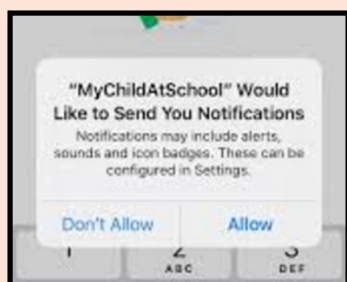 "MyChildAtSchool" Would
Like to Send You Notifications
Notifications may include alerts,
sounds and icon badges. These can be
configured in Settings.
Don't Allow Allow
1 2 3
ABC DEF